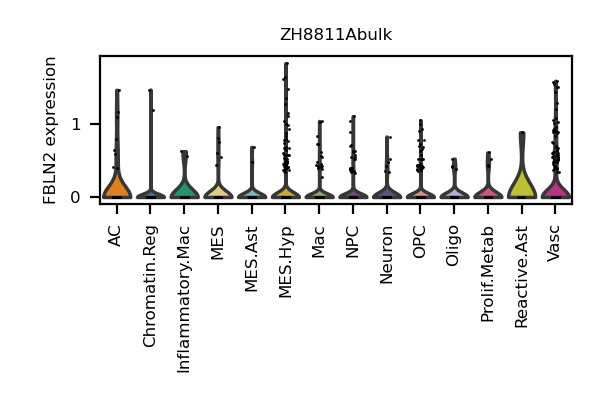 ZH8811Abulk
FBLN2 expression
1
0
AC
Chromatin.Reg
Inflammatory.Mac
MES
MES.Ast
MES.Hyp
Mac
NPC
Neuron
OPC
Oligo
Prolif.Metab
Reactive.Ast
Vasc